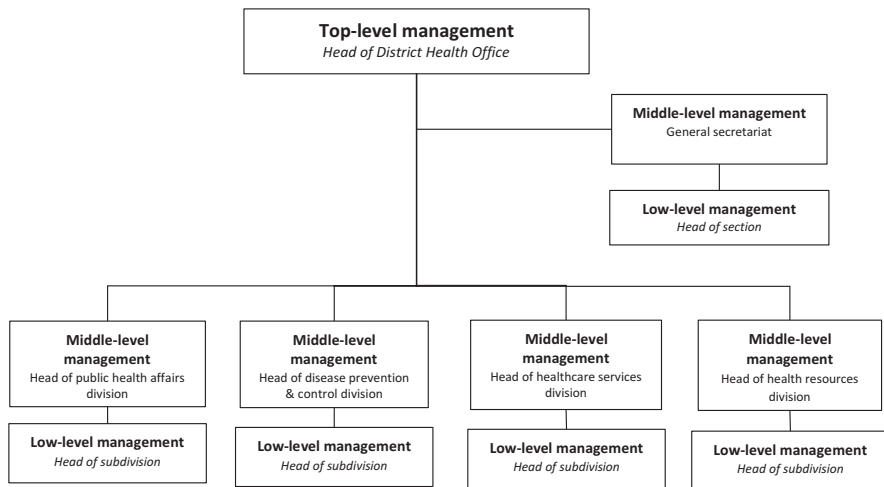 Top-level management
Head of District Health Office
Middle-level management
General secretariat
Low-level management
Head of section
Middle-level
management
Head of public health affairs
division
Middle-level
management
Head of disease prevention
& control division
Middle-level
management
Head of healthcare services
division
Middle-level
management
Head of health resources
division
Low-level management
Head of subdivision
Low-level management
Head of subdivision
Low-level management
Head of subdivision
Low-level management
Head of subdivision